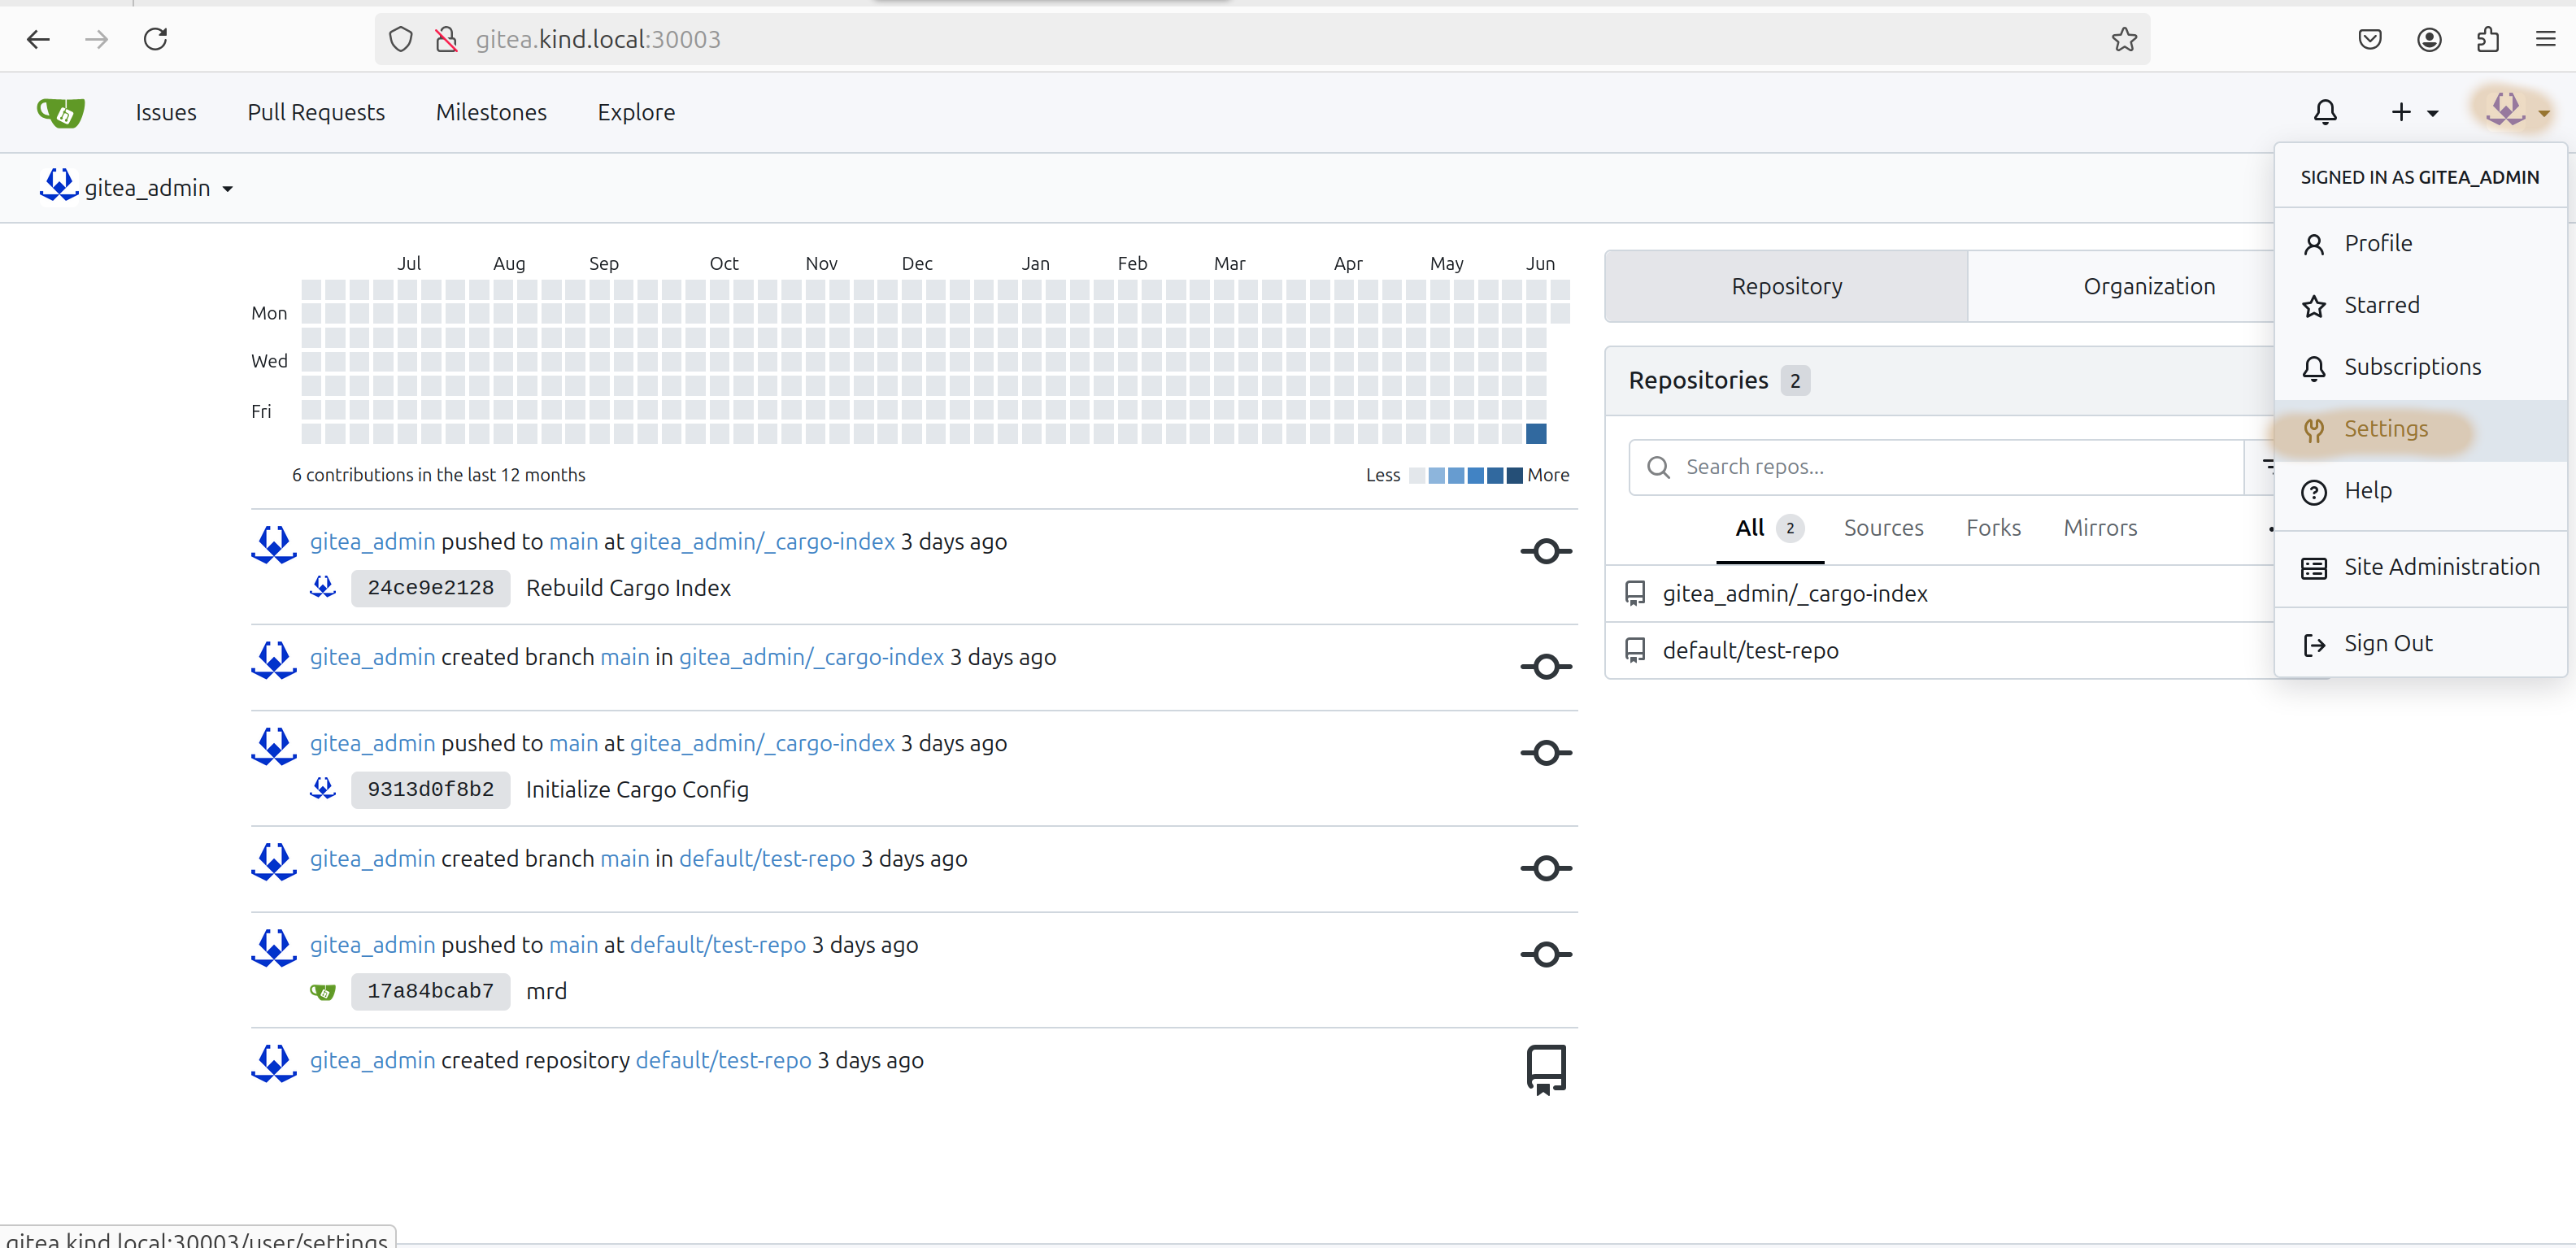 gitea.kind.local:30003
Issues Pull Requests Milestones Explore
gitea_admin
SIGNED IN AS GITEA_ADMIN
Profile
Starred
Subscriptions
Settings
Help
Site Administration
Sign Out
Jul Aug Sep Oct Nov Dec Jan Feb Mar Apr May Jun
Mon
Wed
Fri
6 contributions in the last 12 months
Less More
gitea_admin pushed to main at gitea_admin/_cargo-index 3 days ago
24ce9e2128 Rebuild Cargo Index
gitea_admin created branch main in gitea_admin/_cargo-index 3 days ago
gitea_admin pushed to main at gitea_admin/_cargo-index 3 days ago
9313d0f8b2 Initialize Cargo Config
gitea_admin created branch main in default/test-repo 3 days ago
gitea_admin pushed to main at default/test-repo 3 days ago
17a84bcab7 mrd
gitea_admin created repository default/test-repo 3 days ago
Repository Organization
Repositories 2
Search repos...
All 2 Sources Forks Mirrors
gitea_admin/_cargo-index
default/test-repo
gitea.kind.local:30003/user/settings